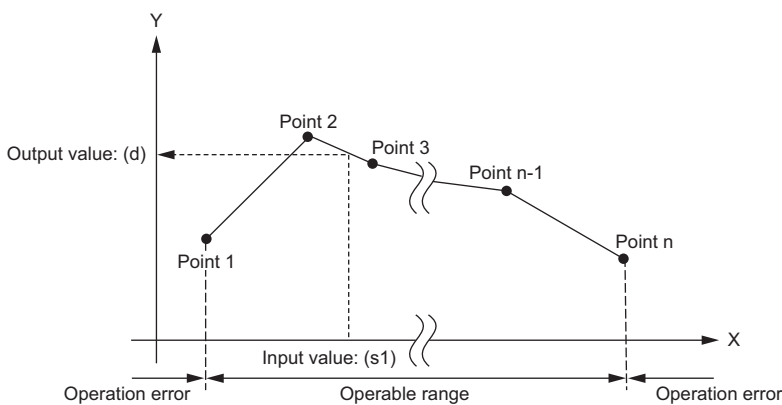 Y
Point 2
Output value: (d)
Point 3
Point n-1
Point 1
Point n
X
Input value: (s1)
Operation error
Operable range
Operation error